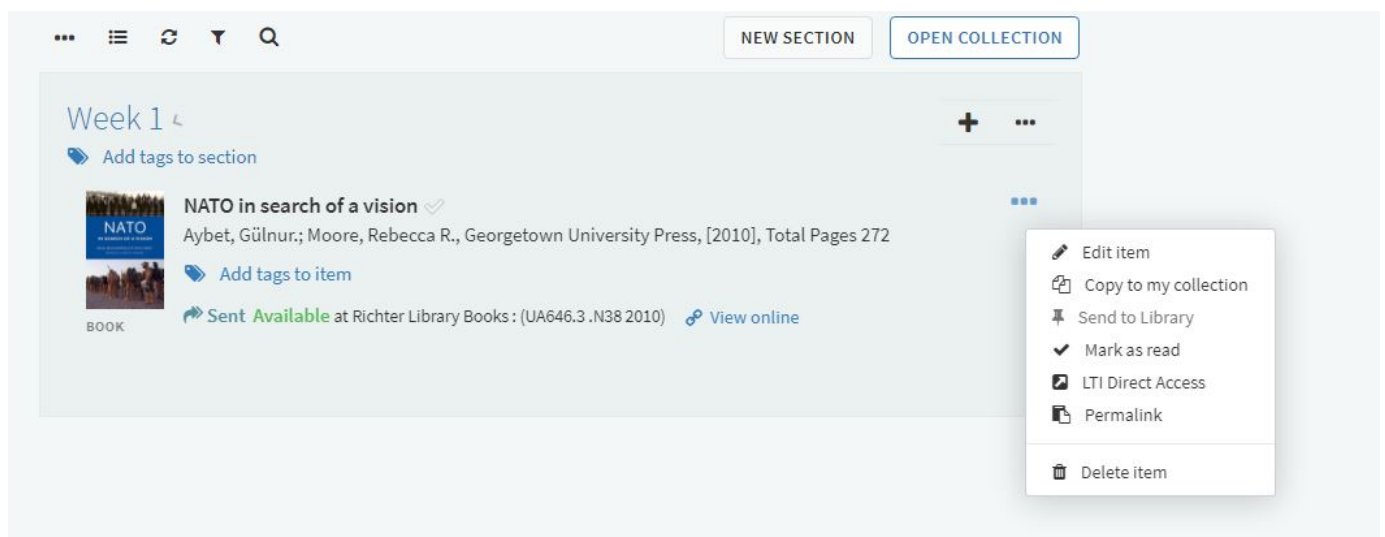 NEW SECTION
OPEN COLLECTION
Week 1
Add tags to section
NATO
NATO in search of a vision
Aybet, Gülnur.; Moore, Rebecca R., Georgetown University Press, [2010], Total Pages 272
Add tags to item
BOOK
Sent Available at Richter Library Books : (UA646.3 .N38 2010)
View online
Edit item
Copy to my collection
Send to Library
Mark as read
LTI Direct Access
Permalink
Delete item